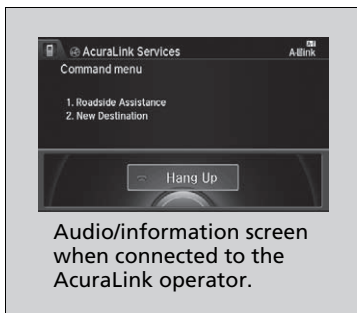 AcuraLink Services
A-Link
Command menu
1. Roadside Assistance
2. New Destination
Hang Up
Audio/information screen
when connected to the
AcuraLink operator.